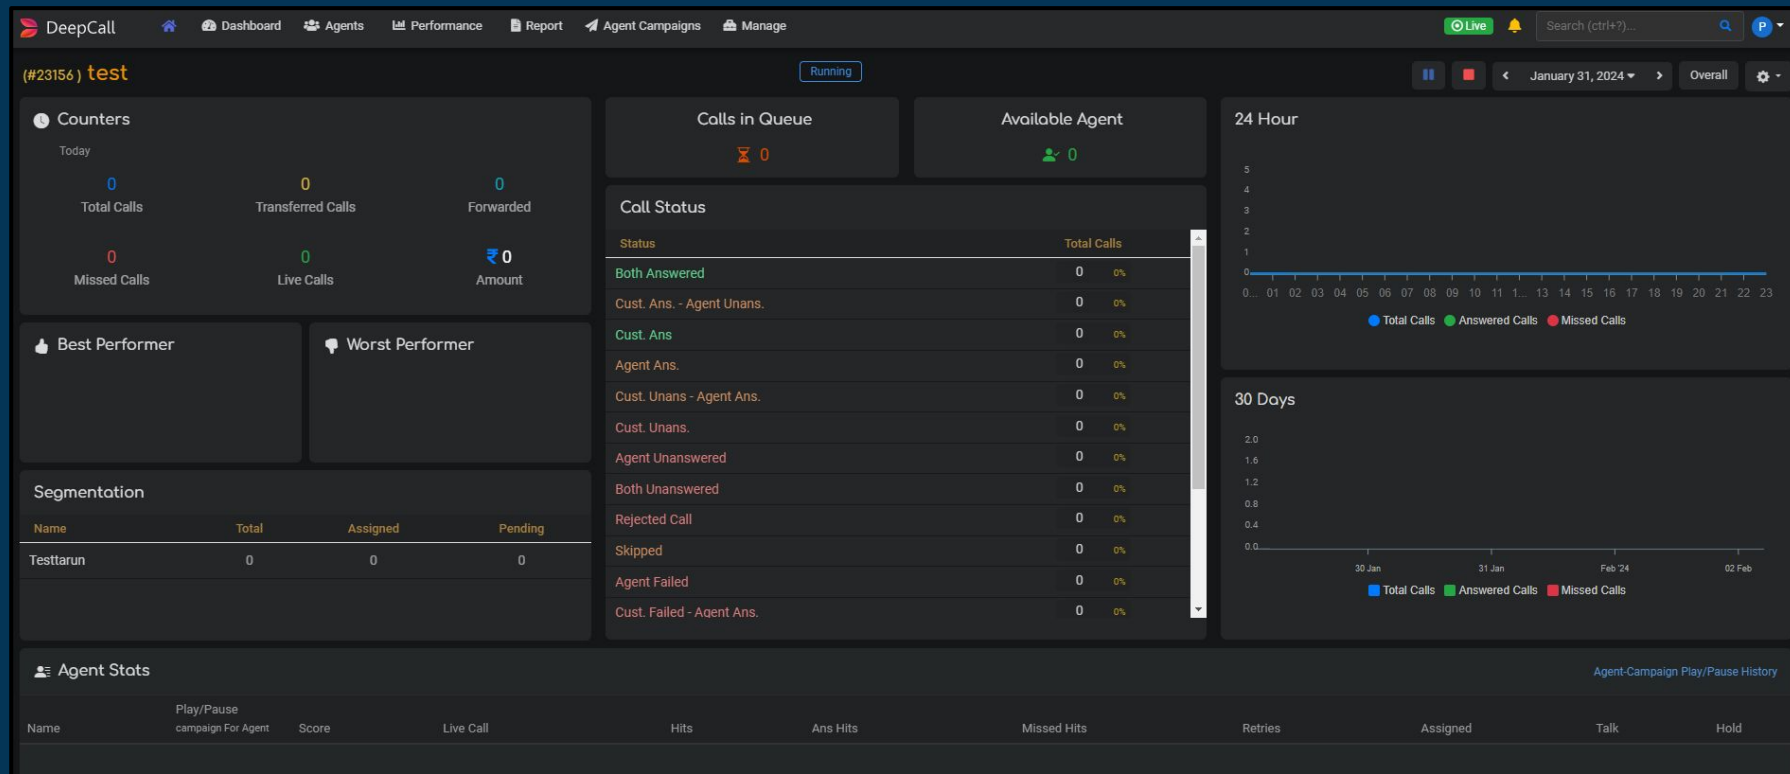 DeepCall Dashboard Agents Performance Report Agent Campaigns Manage Live Search (ctrl+?)... P
(#23156 ) test Running January 31, 2024 Overall
Counters
Today
0 0 0
Total Calls Transferred Calls Forwarded
0 0 ₹ 0
Missed Calls Live Calls Amount
Best Performer
Worst Performer
Segmentation
Name Total Assigned Pending
Testtarun 0 0 0
Calls in Queue
0
Available Agent
0
Call Status
Status Total Calls
Both Answered 0 0%
Cust. Ans. - Agent Unans. 0 0%
Cust. Ans 0 0%
Agent Ans. 0 0%
Cust. Unans - Agent Ans. 0 0%
Cust. Unans. 0 0%
Agent Unanswered 0 0%
Both Unanswered 0 0%
Rejected Call 0 0%
Skipped 0 0%
Agent Failed 0 0%
Cust. Failed - Agent Ans. 0 0%
24 Hour
5
4
3
2
1
0
0... 01 02 03 04 05 06 07 08 09 10 11 1... 13 14 15 16 17 18 19 20 21 22 23
Total Calls Answered Calls Missed Calls
30 Days
2.0
1.6
1.2
0.8
0.4
0.0
30 Jan 31 Jan Feb '24 02 Feb
Total Calls Answered Calls Missed Calls
Agent Stats Agent-Campaign Play/Pause History
Name Play/Pause campaign For Agent Score Live Call Hits Ans Hits Missed Hits Retries Assigned Talk Hold